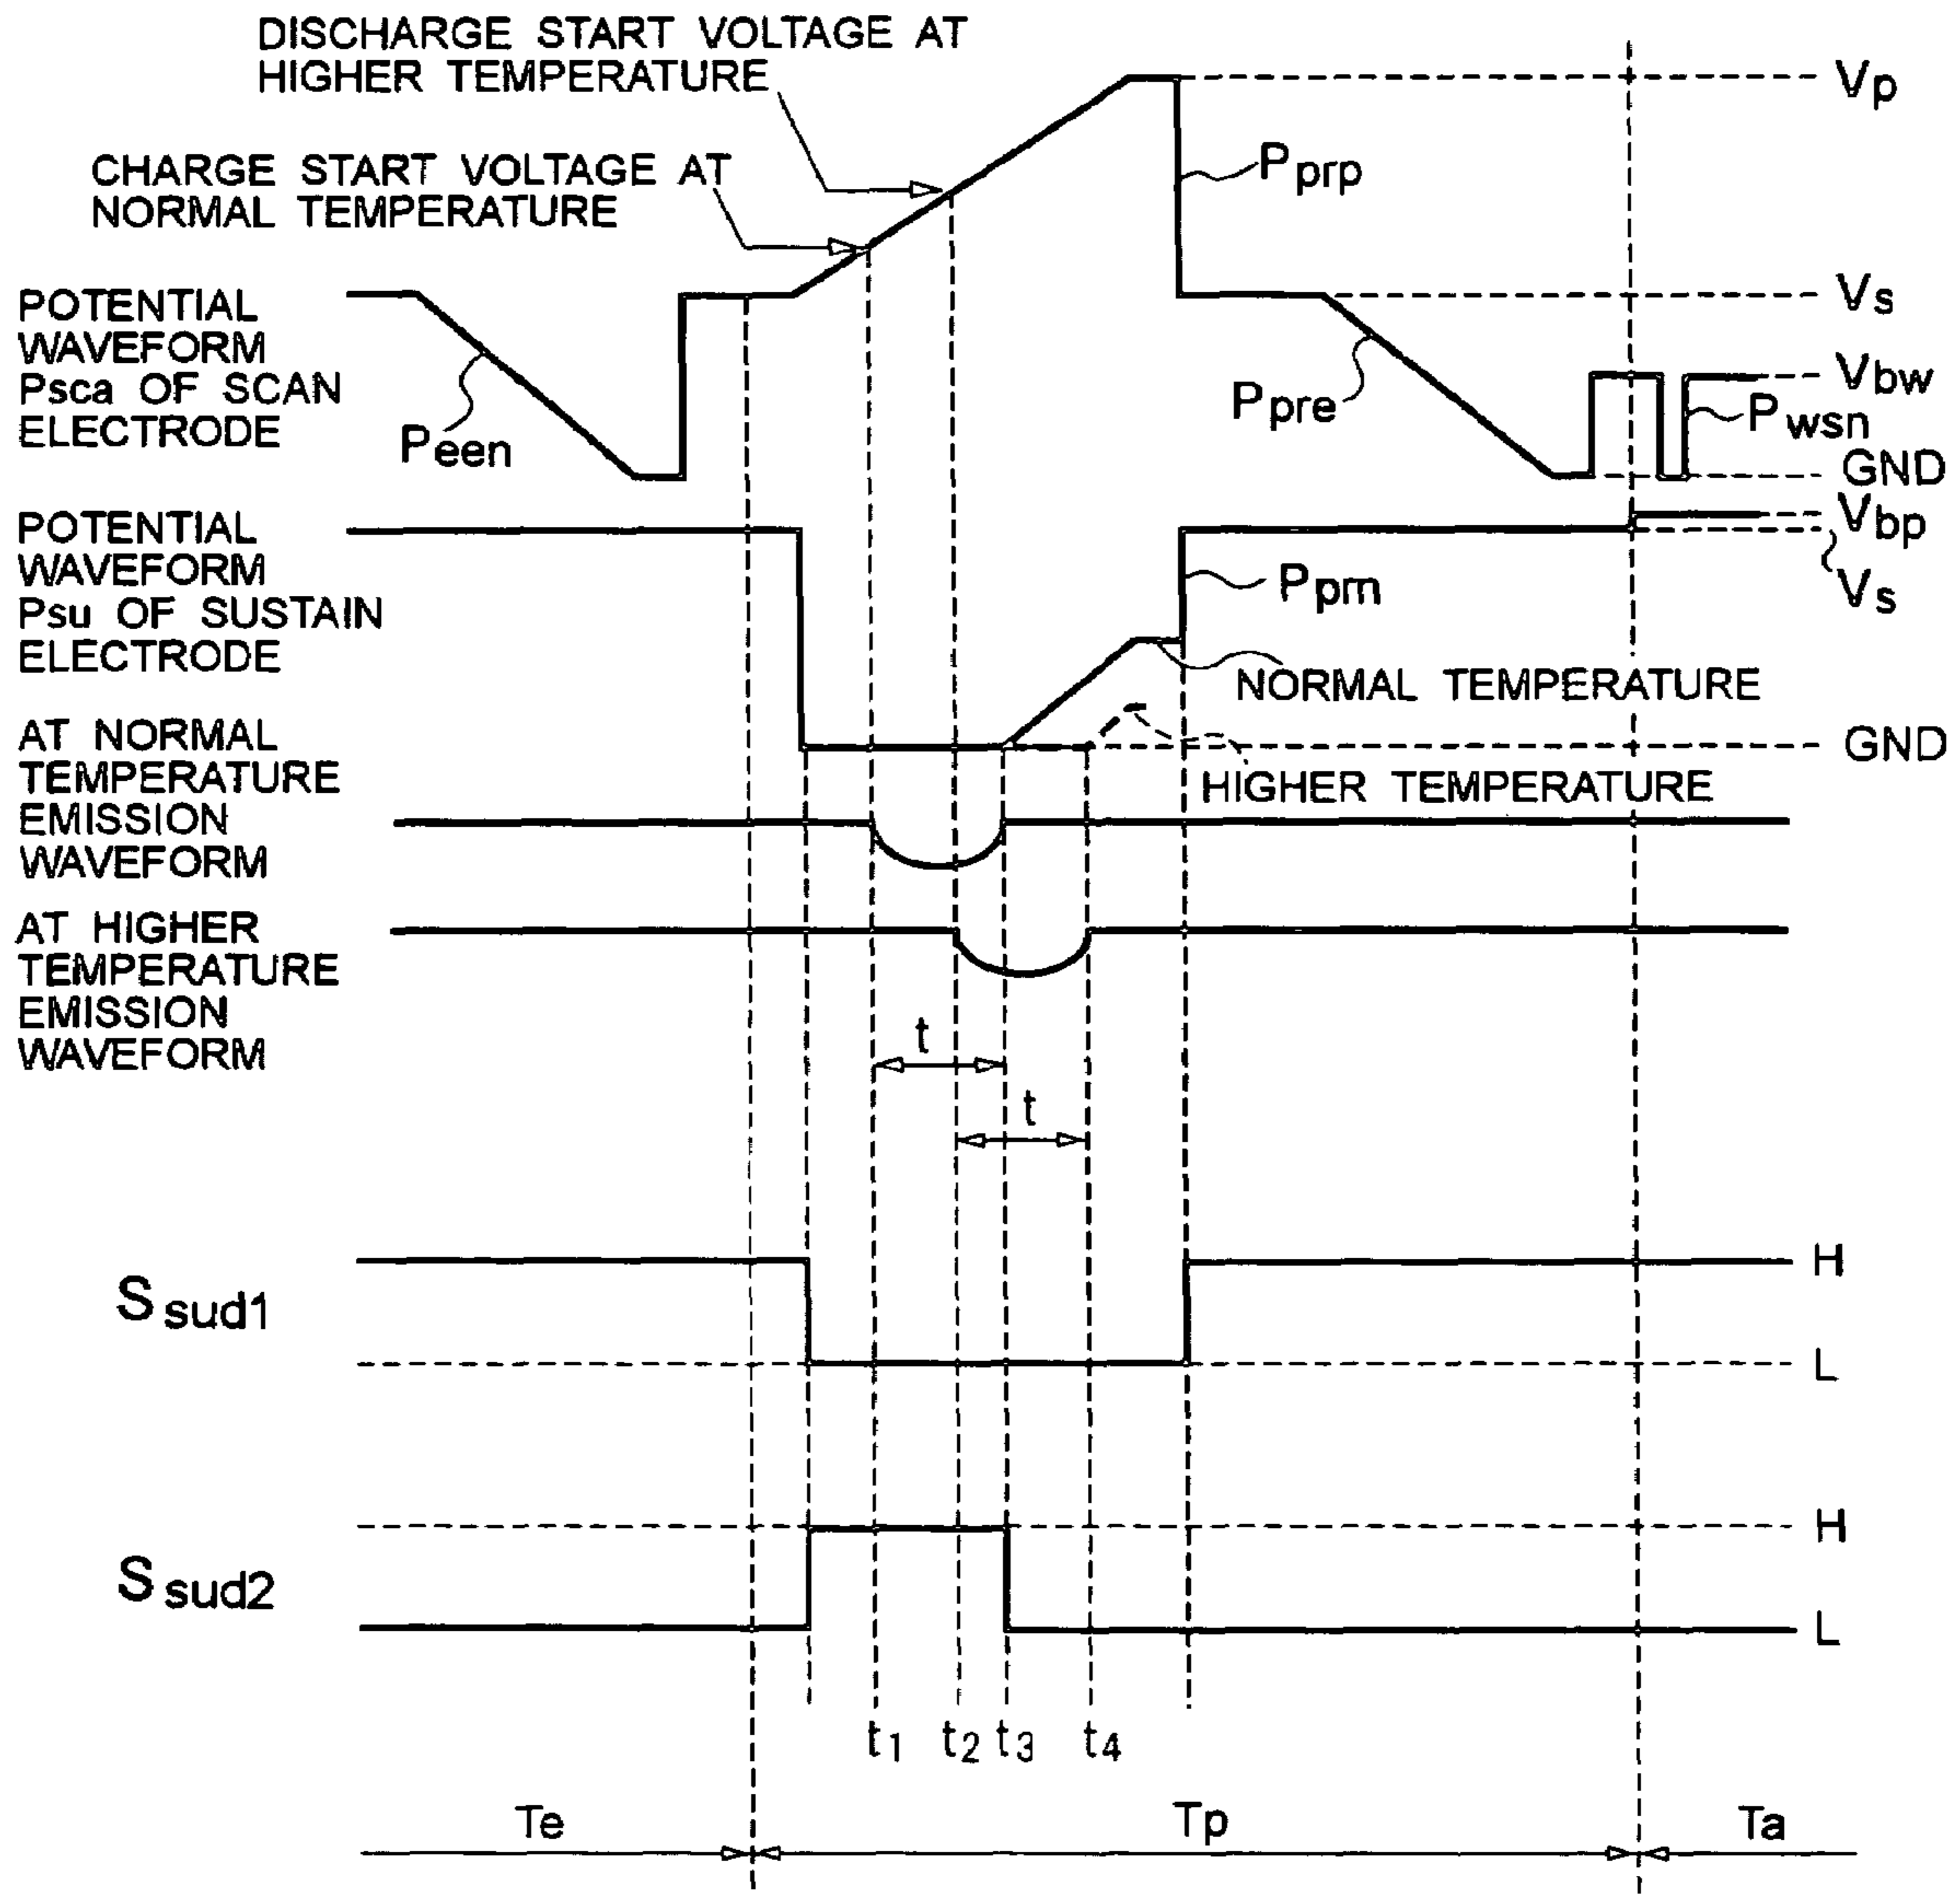 DISCHARGE START VOLTAGE AT
HIGHER TEMPERATURE
Vp
CHARGE START VOLTAGE AT
NORMAL TEMPERATURE
Pprp
POTENTIAL
WAVEFORM
Psca OF SCAN
ELECTRODE
Peen
Vs
Ppre
Vbw
Pwsn
GND
POTENTIAL
WAVEFORM
Psu OF SUSTAIN
ELECTRODE
Vbp
Vs
Pprn
NORMAL TEMPERATURE
GND
HIGHER TEMPERATURE
AT NORMAL
TEMPERATURE
EMISSION
WAVEFORM
AT HIGHER
TEMPERATURE
EMISSION
WAVEFORM
t
t
Ssud1
H
L
Ssud2
H
L
t1 t2 t3 t4
Te Tp Ta